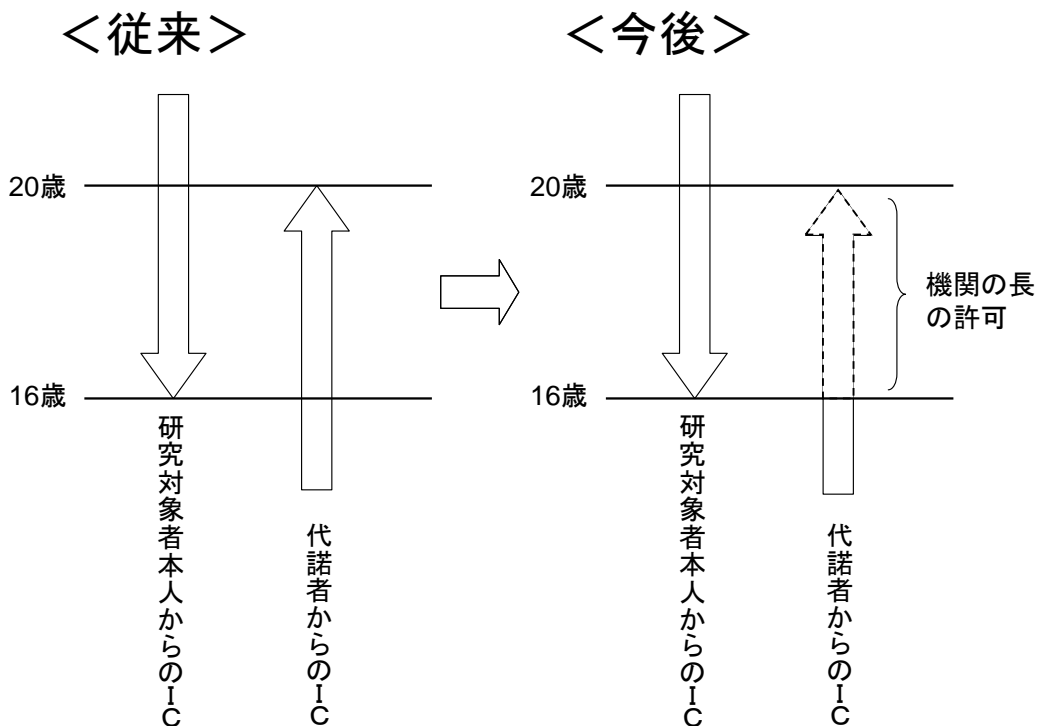 ＜従来＞
20歳
16歳
研究対象者本人からのＩＣ
代諾者からのＩＣ
＜今後＞
20歳
16歳
機関の長
の許可
研究対象者本人からのＩＣ
代諾者からのＩＣ